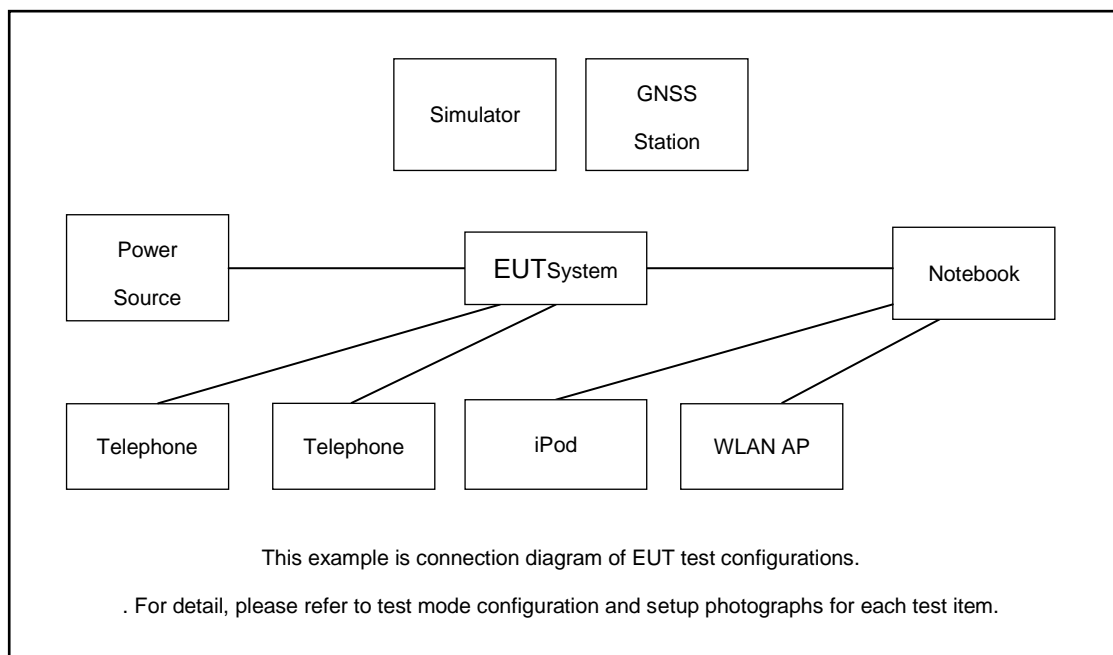 Simulator
GNSS
Station
Power
Source
EUTSystem
Notebook
Telephone
Telephone
iPod
WLAN AP
This example is connection diagram of EUT test configurations.
. For detail, please refer to test mode configuration and setup photographs for each test item.